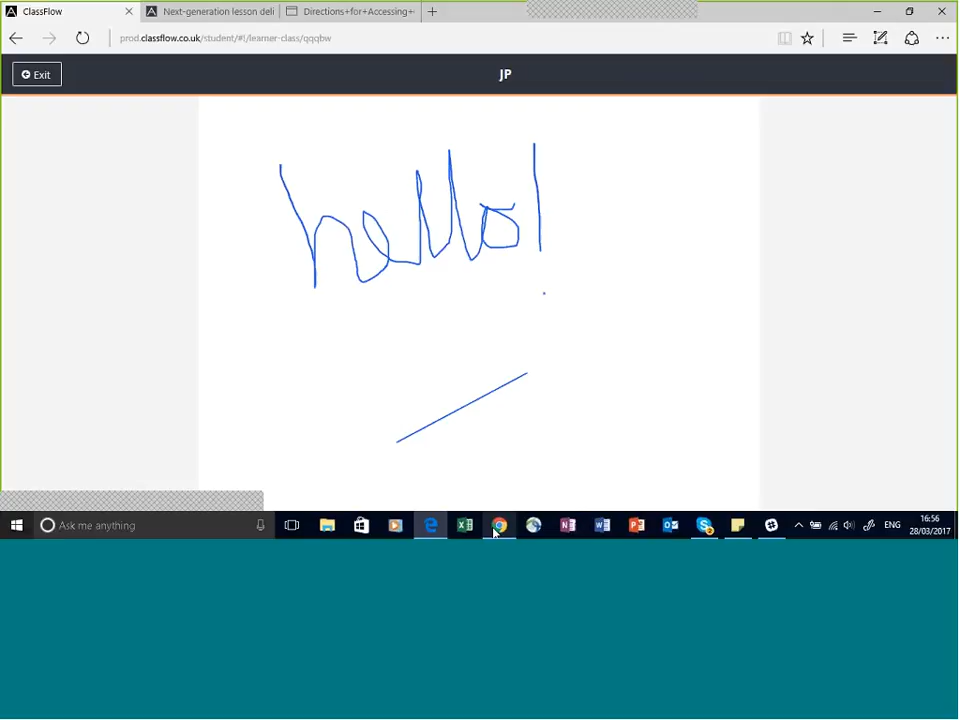 ClassFlow
Next-generation lesson deli
Directions+for+Accessing+
prod.classflow.co.uk/student/#!/learner-class/qqqbw
Exit
JP
hello!
Ask me anything
ENG
16:56
28/03/2017